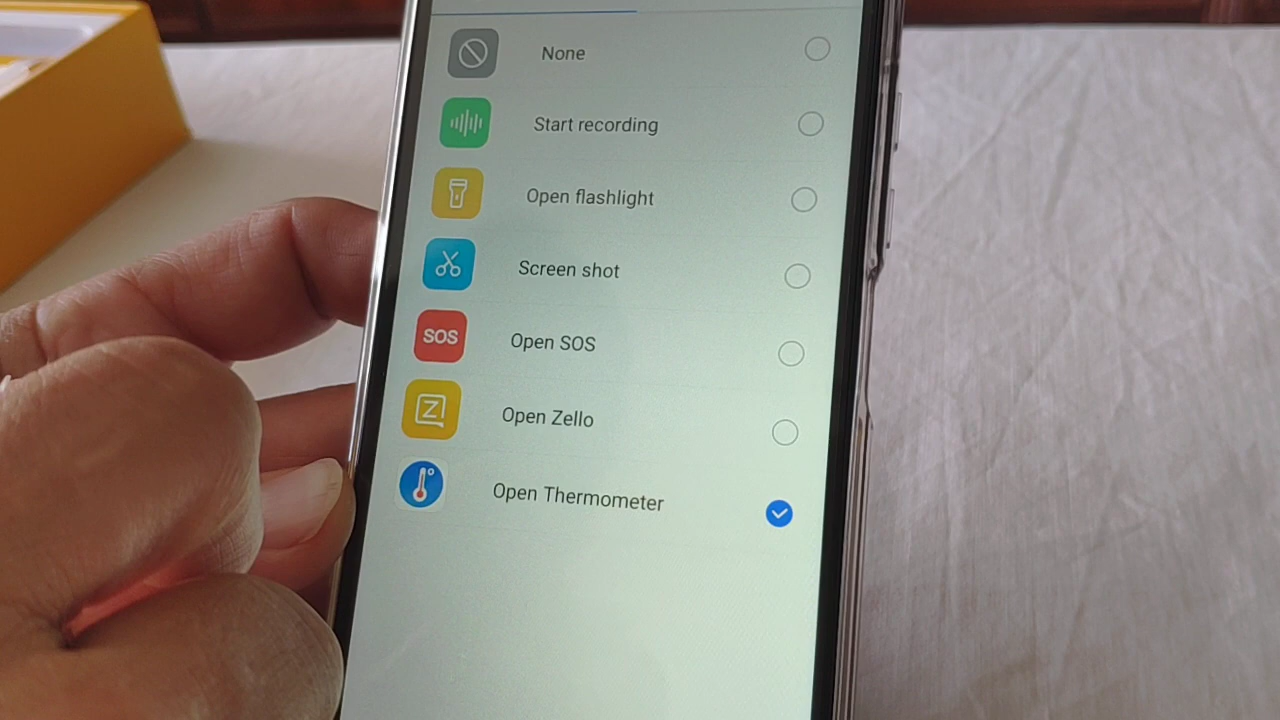 None
Start recording
Open flashlight
Screen shot
SOS Open SOS
Z Open Zello
Open Thermometer